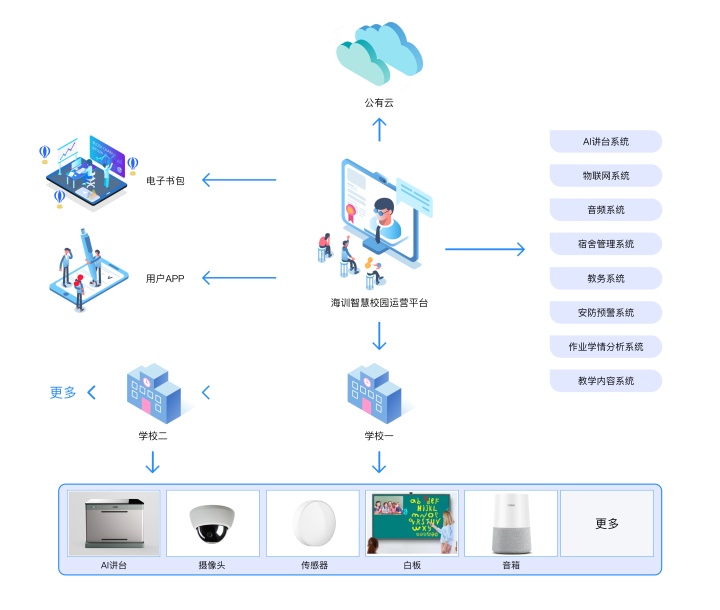 公有云
AI讲台系统
物联网系统
电子书包
音频系统
宿舍管理系统
教务系统
用户APP
海训智慧校园运营平台
安防预警系统
作业学情分析系统
教学内容系统
更多
学校二
学校一
更多
AI讲台
摄像头
传感器
白板
音箱